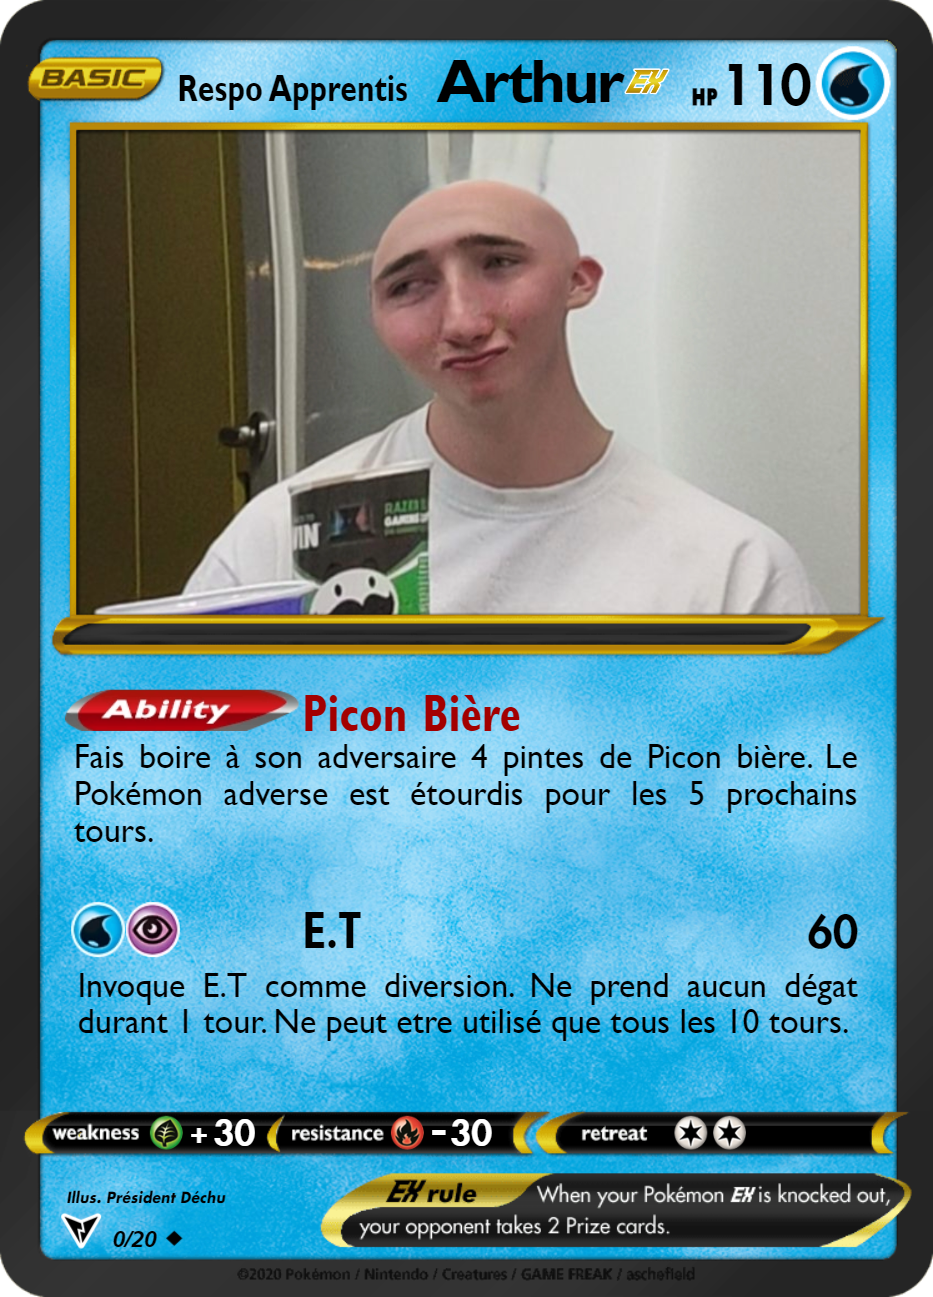 BASIC Respo Apprentis Arthur EX HP 110
WIN RAZER
GAMING
Ability Picon Bière
Fais boire à son adversaire 4 pintes de Picon bière. Le
Pokémon adverse est étourdis pour les 5 prochains
tours.
E.T 60
Invoque E.T comme diversion. Ne prend aucun dégat
durant 1 tour. Ne peut etre utilisé que tous les 10 tours.
weakness +30 resistance -30 retreat
Illus. Président Déchu
EX rule When your Pokémon EX is knocked out,
your opponent takes 2 Prize cards.
0/20
©2020 Pokémon / Nintendo / Creatures / GAME FREAK / aschefield